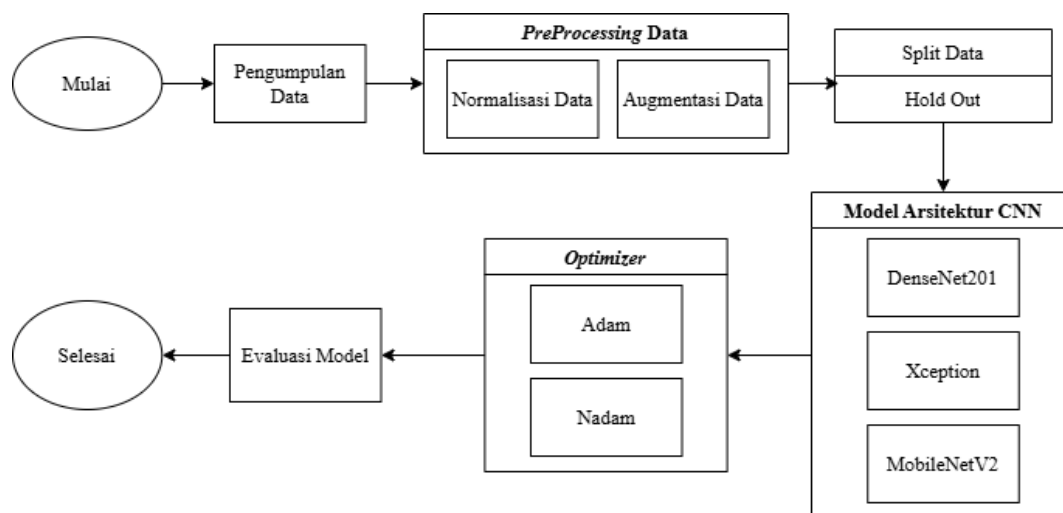 Mulai
Pengumpulan
Data
PreProcessing Data
Normalisasi Data
Augmentasi Data
Split Data
Hold Out
Model Arsitektur CNN
DenseNet201
Xception
MobileNetV2
Optimizer
Adam
Nadam
Evaluasi Model
Selesai